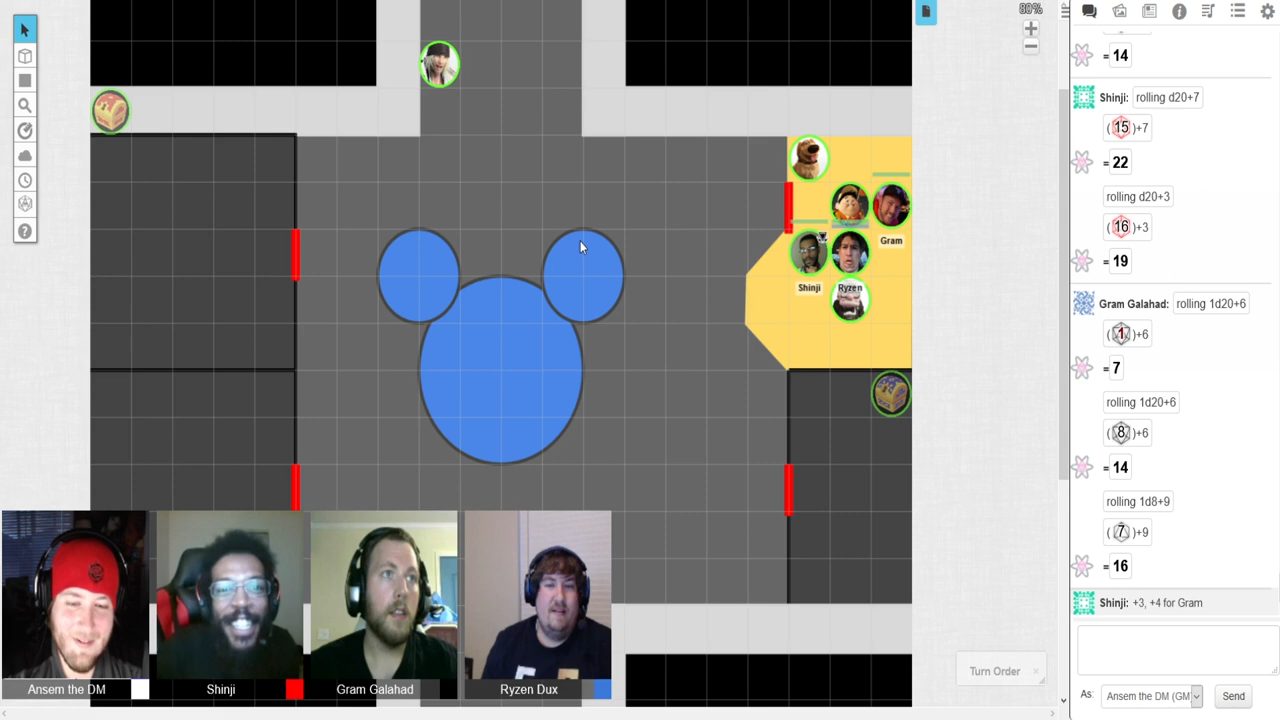 80%
= 14
Shinji: rolling d20+7
(15)+7
= 22
rolling d20+3
(16)+3
= 19
Gram Galahad: rolling 1d20+6
(1)+6
= 7
rolling 1d20+6
(8)+6
= 14
rolling 1d8+9
(7)+9
= 16
Shinji: +3, +4 for Gram
As: Ansem the DM (GM)
Send
Turn Order ×
Gram
Shinji
Ryzen
Ansem the DM
Shinji
Gram Galahad
Ryzen Dux